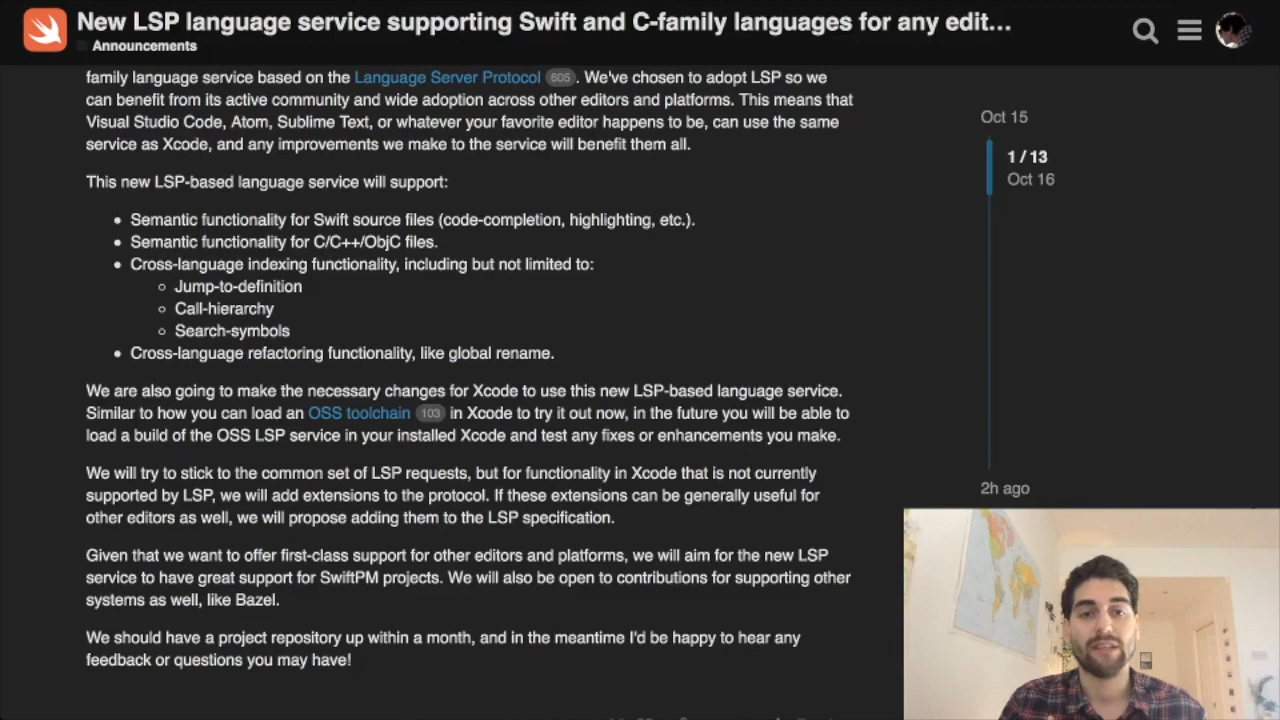 New LSP language service supporting Swift and C-family languages for any edit…
Announcements
family language service based on the Language Server Protocol 605. We've chosen to adopt LSP so we
can benefit from its active community and wide adoption across other editors and platforms. This means that
Visual Studio Code, Atom, Sublime Text, or whatever your favorite editor happens to be, can use the same
service as Xcode, and any improvements we make to the service will benefit them all.
This new LSP-based language service will support:
Semantic functionality for Swift source files (code-completion, highlighting, etc.).
Semantic functionality for C/C++/ObjC files.
Cross-language indexing functionality, including but not limited to:
Jump-to-definition
Call-hierarchy
Search-symbols
Cross-language refactoring functionality, like global rename.
We are also going to make the necessary changes for Xcode to use this new LSP-based language service.
Similar to how you can load an OSS toolchain 103 in Xcode to try it out now, in the future you will be able to
load a build of the OSS LSP service in your installed Xcode and test any fixes or enhancements you make.
We will try to stick to the common set of LSP requests, but for functionality in Xcode that is not currently
supported by LSP, we will add extensions to the protocol. If these extensions can be generally useful for
other editors as well, we will propose adding them to the LSP specification.
Given that we want to offer first-class support for other editors and platforms, we will aim for the new LSP
service to have great support for SwiftPM projects. We will also be open to contributions for supporting other
systems as well, like Bazel.
We should have a project repository up within a month, and in the meantime I'd be happy to hear any
feedback or questions you may have!
Oct 15
1 / 13
Oct 16
2h ago